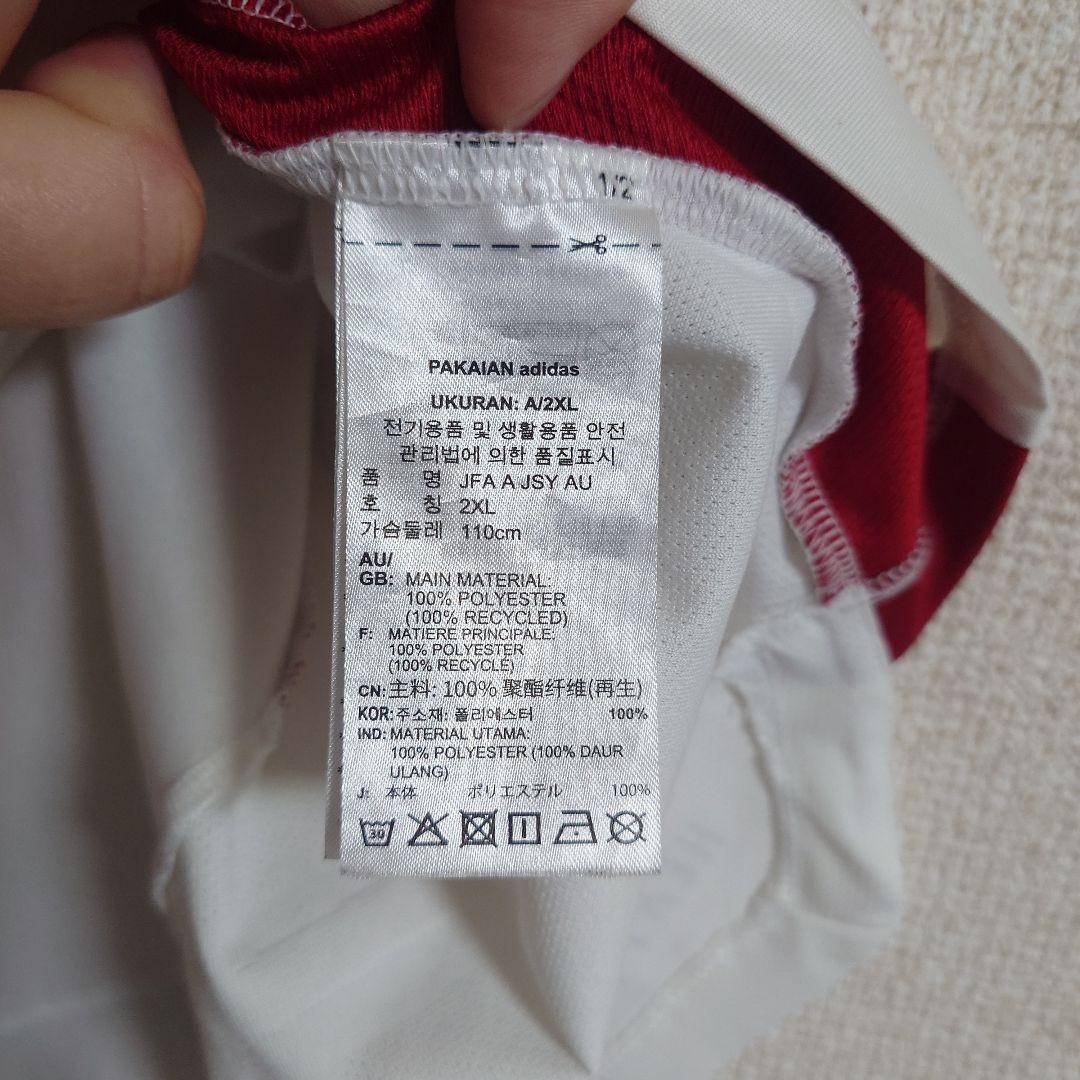 1/2
PAKAIAN adidas
UKURAN: A/2XL
전기용품 및 생활용품 안전
관리법에 의한 품질표시
품 명 JFA A JSY AU
호 칭 2XL
가슴둘레 110cm
AU/
GB: MAIN MATERIAL:
100% POLYESTER
(100% RECYCLED)
F: MATIERE PRINCIPALE:
100% POLYESTER
(100% RECYCLÉ)
CN: 主料: 100% 聚酯纤维(再生)
KOR: 주소재: 폴리에스터 100%
IND: MATERIAL UTAMA:
100% POLYESTER (100% DAUR
ULANG)
J: 本体 ポリエステル 100%
30